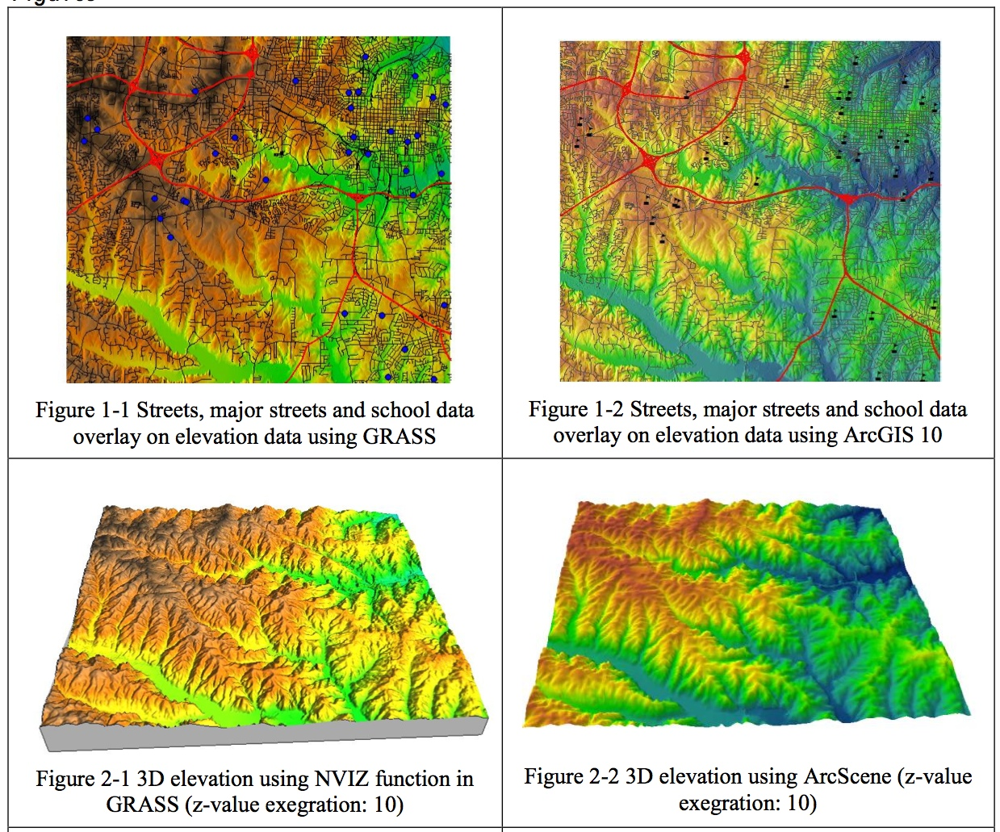 Figure 1-1 Streets, major streets and school data
overlay on elevation data using GRASS
Figure 1-2 Streets, major streets and school data
overlay on elevation data using ArcGIS 10
Figure 2-1 3D elevation using NVIZ function in
GRASS (z-value exegration: 10)
Figure 2-2 3D elevation using ArcScene (z-value
exegration: 10)